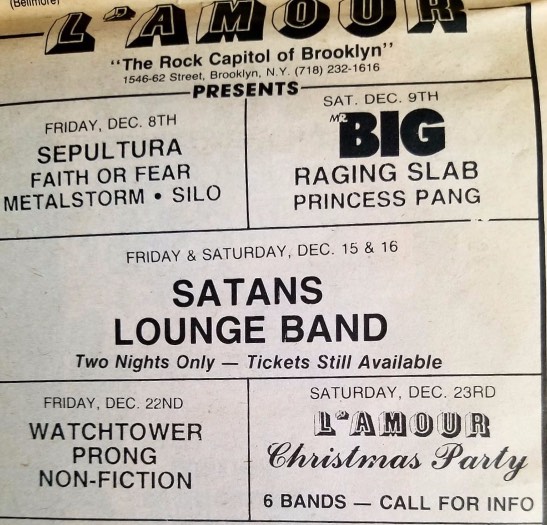 (Bellmore)
L'AMOUR
"The Rock Capitol of Brooklyn"
1546-62 Street, Brooklyn, N.Y. (718) 232-1616
PRESENTS
FRIDAY, DEC. 8TH
SEPULTURA
FAITH OR FEAR
METALSTORM • SILO
SAT. DEC. 9TH
MR. BIG
RAGING SLAB
PRINCESS PANG
FRIDAY & SATURDAY, DEC. 15 & 16
SATANS
LOUNGE BAND
Two Nights Only — Tickets Still Available
FRIDAY, DEC. 22ND
WATCHTOWER
PRONG
NON-FICTION
SATURDAY, DEC. 23RD
L'AMOUR
Christmas Party
6 BANDS — CALL FOR INFO